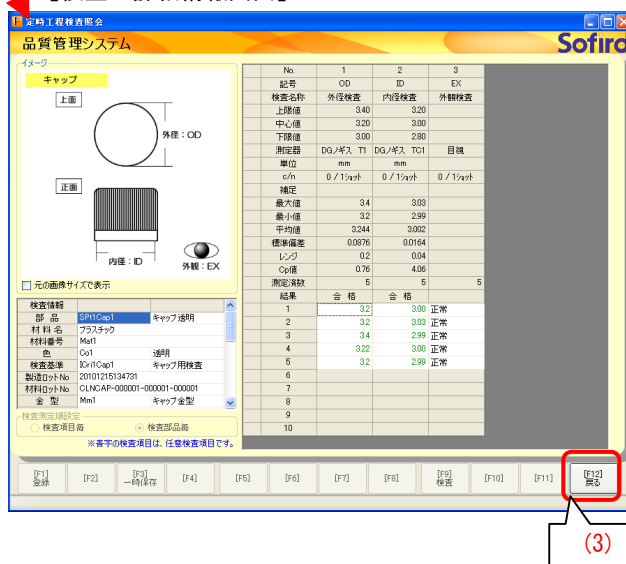 定時工程検査照会
品質管理システム
Sofiro
イメージ
キャップ
上面
外径：OD
正面
内径：ID
外観：EX
元の画像サイズで表示
検査情報
部 品 SPt1Cap1 キャップ透明
材 料 名 プラスチック
材料番号 Mat1
色 Co1 透明
検査基準 ICri1Cap1 キャップ用検査
製造ロットNo 20101215134731
材料ロットNo CLNCAP-000001-000001-000001
金 型 Mm1 キャップ金型
検査測定順設定
検査項目毎 検査部品毎
※青字の検査項目は、任意検査項目です。
No. 1 2 3
記号 OD ID EX
検査名称 外径検査 内径検査 外観検査
上限値 3.40 3.20
中心値 3.20 3.00
下限値 3.00 2.80
測定器 DGノギス T1 DGノギス TC1 目視
単位 mm mm
c/n 0 / 1ショット 0 / 1ショット 0 / 1ショット
補足
最大値 3.4 3.03
最小値 3.2 2.99
平均値 3.244 3.002
標準偏差 0.0876 0.0164
レンジ 0.2 0.04
Cp値 0.76 4.06
測定済数 5 5 5
結果 合 格 合 格
1 3.2 3.00 正常
2 3.2 3.03 正常
3 3.4 2.99 正常
4 3.22 3.00 正常
5 3.2 2.99 正常
6
7
8
9
10
[F1] 登録 [F2] [F3] 一時保存 [F4] [F5] [F6] [F7] [F8] [F9] 検査 [F10] [F11] [F12] 戻る
(3)